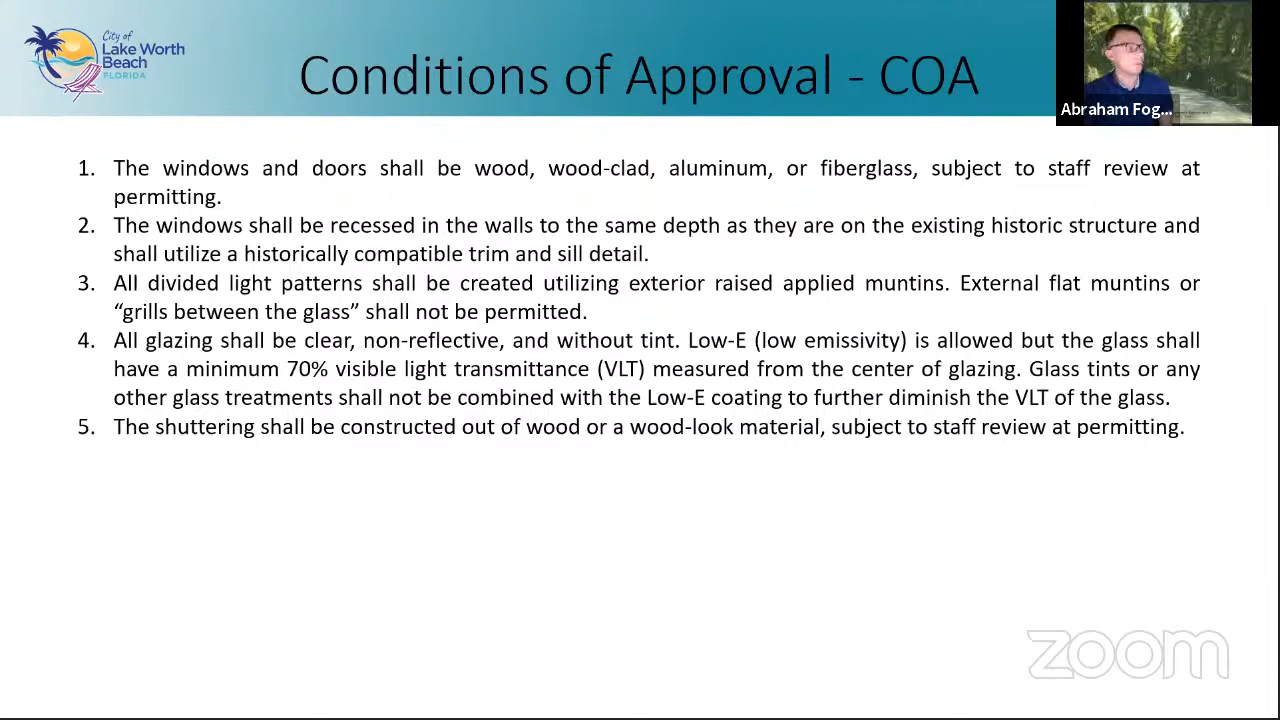 City of
Lake Worth
Beach
FLORIDA
Conditions of Approval - COA
Abraham Fog...
1. The windows and doors shall be wood, wood-clad, aluminum, or fiberglass, subject to staff review at
permitting.
2. The windows shall be recessed in the walls to the same depth as they are on the existing historic structure and
shall utilize a historically compatible trim and sill detail.
3. All divided light patterns shall be created utilizing exterior raised applied muntins. External flat muntins or
“grills between the glass” shall not be permitted.
4. All glazing shall be clear, non-reflective, and without tint. Low-E (low emissivity) is allowed but the glass shall
have a minimum 70% visible light transmittance (VLT) measured from the center of glazing. Glass tints or any
other glass treatments shall not be combined with the Low-E coating to further diminish the VLT of the glass.
5. The shuttering shall be constructed out of wood or a wood-look material, subject to staff review at permitting.
zoom